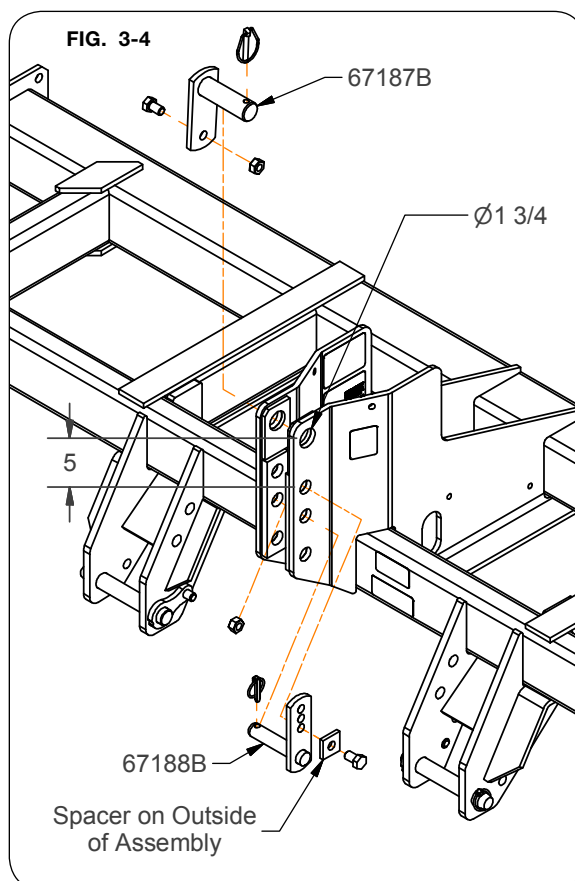 FIG. 3-4
67187B
Ø1 3/4
5
67188B
Spacer on Outside
of Assembly